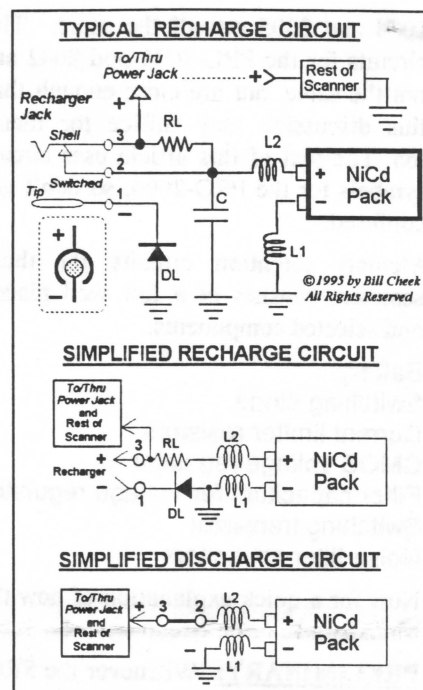 TYPICAL RECHARGE CIRCUIT
To/Thru
Power Jack
+
Rest of
Scanner
Recharger
Jack
+
Shell
3
RL
L2
2
Switched
C
+
NiCd
Pack
−
Tip
1
−
L1
+
DL
−
©1995 by Bill Cheek
All Rights Reserved
SIMPLIFIED RECHARGE CIRCUIT
To/Thru
Power Jack
and
Rest of
Scanner
RL
L2
+
3
+
NiCd
Pack
Recharger
−
1
−
DL
L1
SIMPLIFIED DISCHARGE CIRCUIT
To/Thru
Power Jack
and
Rest of
Scanner
+
3
2
L2
+
NiCd
Pack
−
−
L1